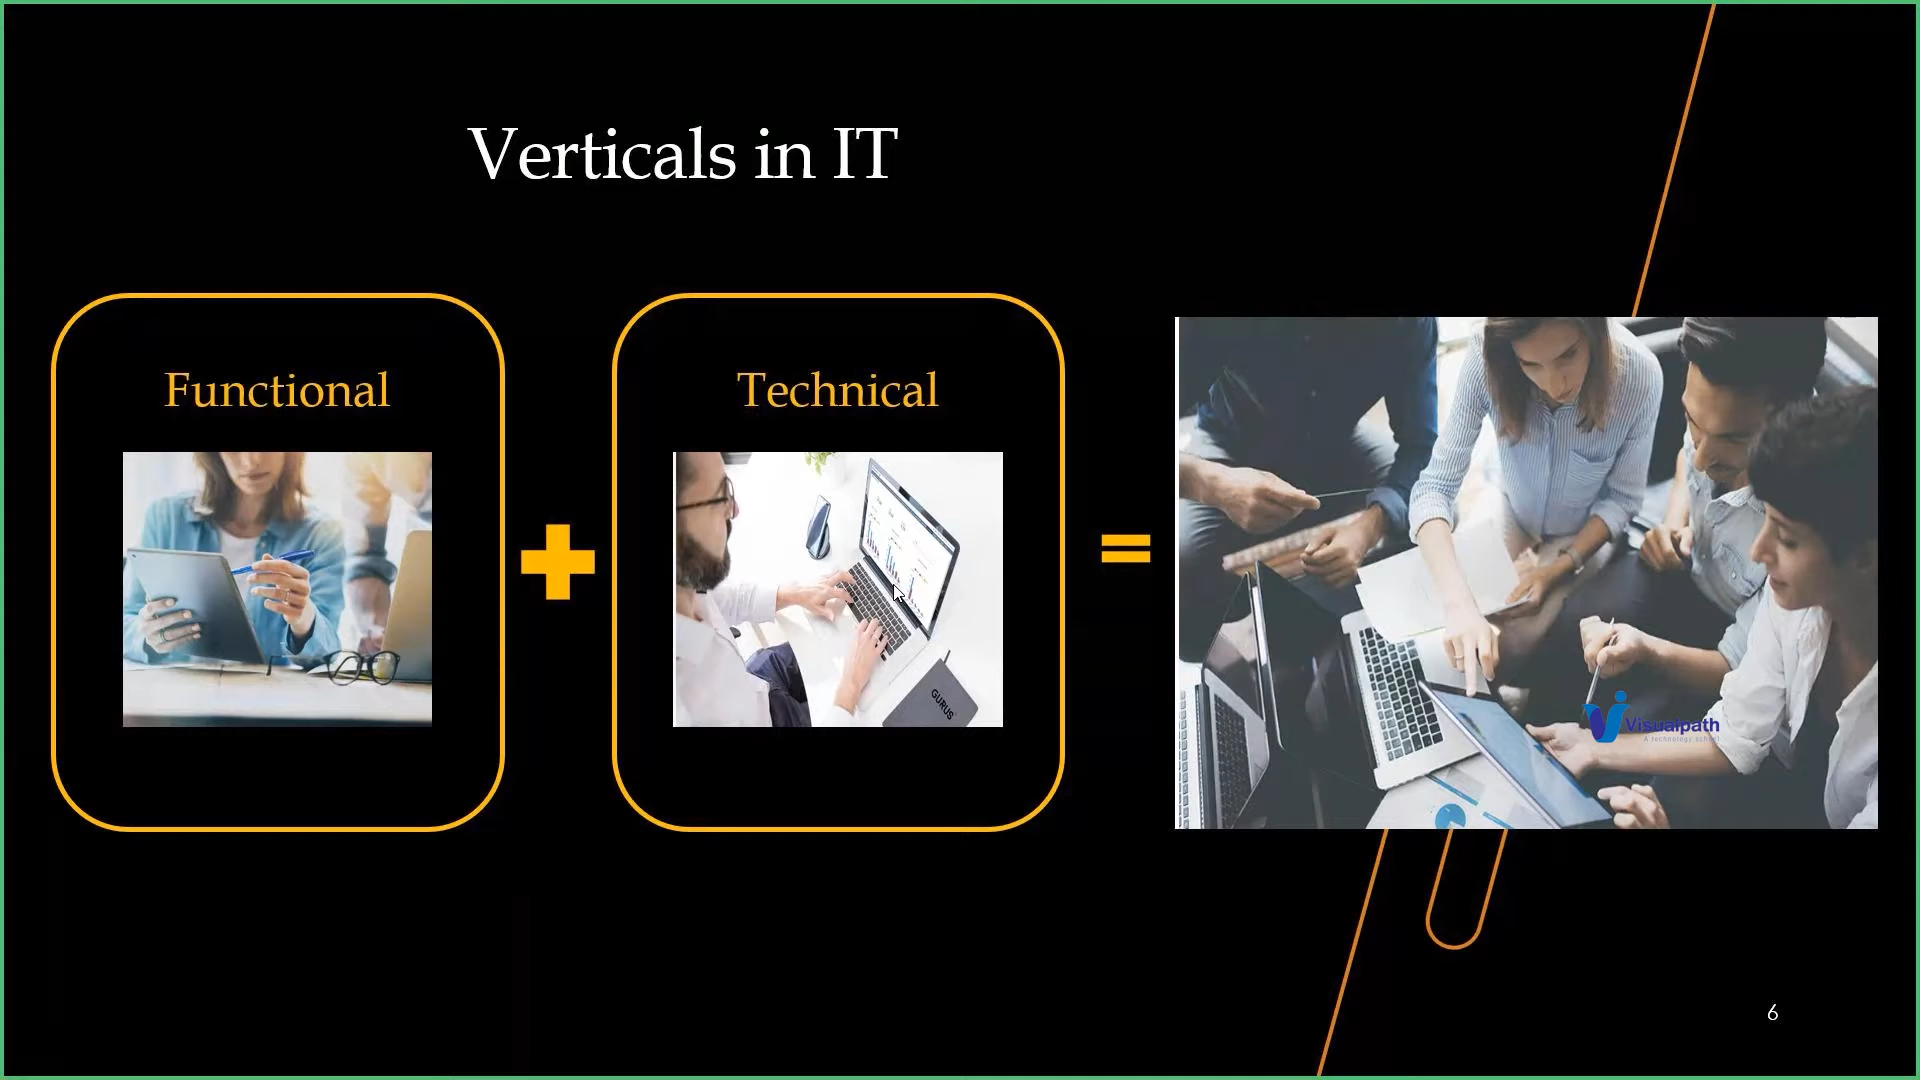 Verticals in IT
Functional
Technical
GURUS
Visualpath
A technology school
6